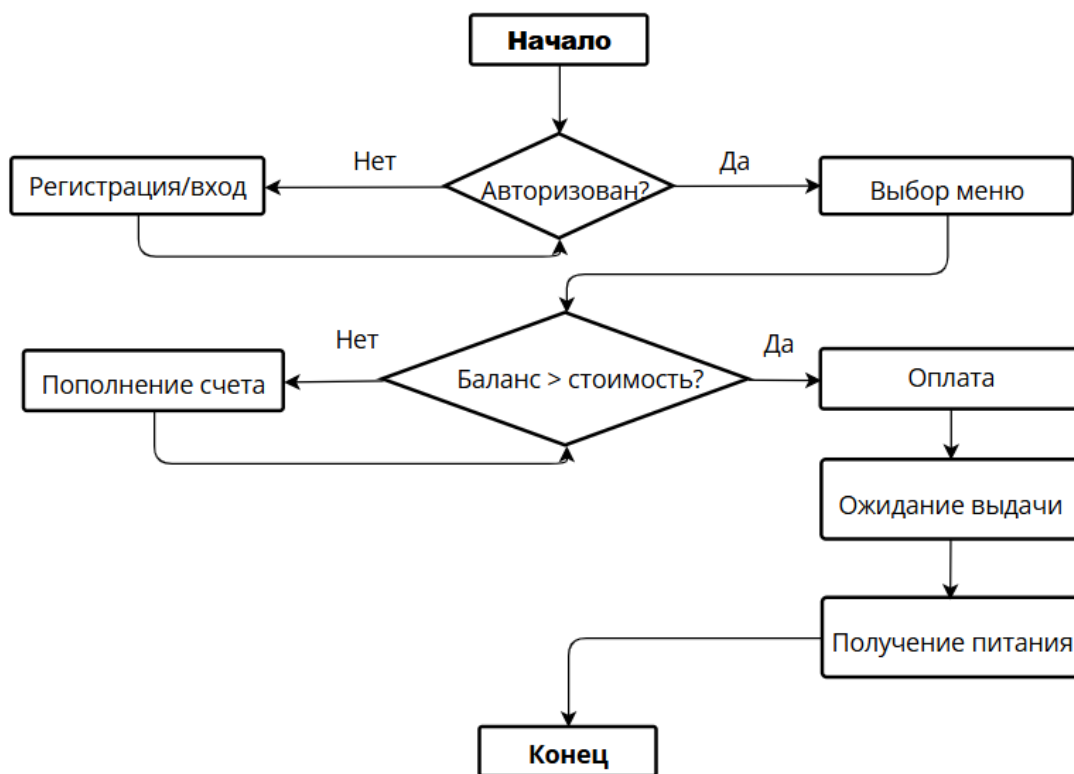 Начало
Нет
Да
Регистрация/вход
Авторизован?
Выбор меню
Нет
Да
Пополнение счета
Баланс > стоимость?
Оплата
Ожидание выдачи
Получение питания
Конец